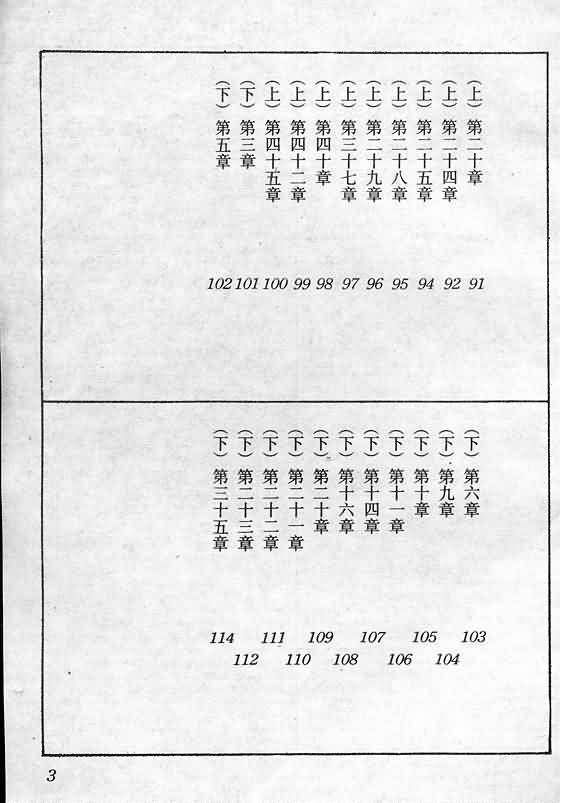 （上）第二十章 91
（上）第二十四章 92
（上）第二十五章 94
（上）第二十八章 95
（上）第二十九章 96
（上）第三十七章 97
（上）第四十章 98
（上）第四十二章 99
（上）第四十五章 100
（下）第三章 101
（下）第五章 102
（下）第六章 103
（下）第九章 104
（下）第十章 105
（下）第十一章 106
（下）第十四章 107
（下）第十六章 108
（下）第二十章 109
（下）第二十一章 110
（下）第二十二章 111
（下）第二十三章 112
（下）第三十五章 114
3